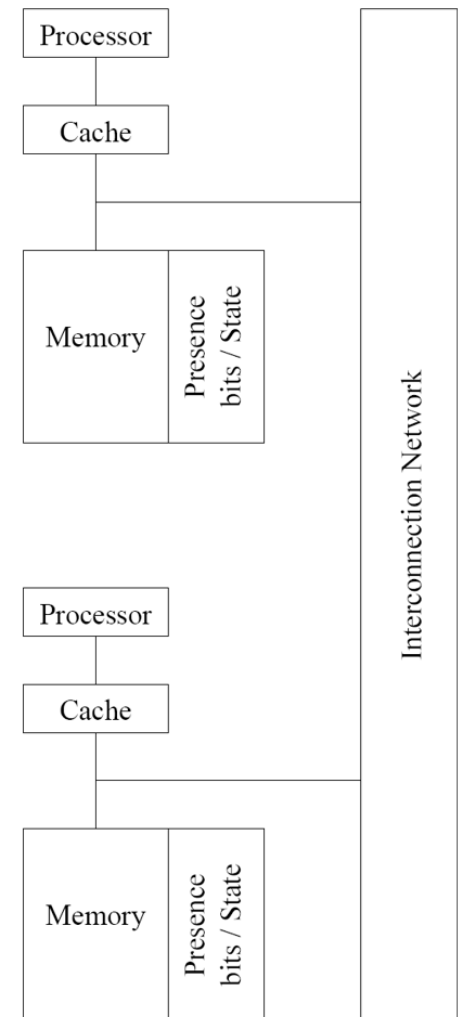 Processor
Cache
Memory
Presence
bits / State
Interconnection Network
Processor
Cache
Memory
Presence
bits / State